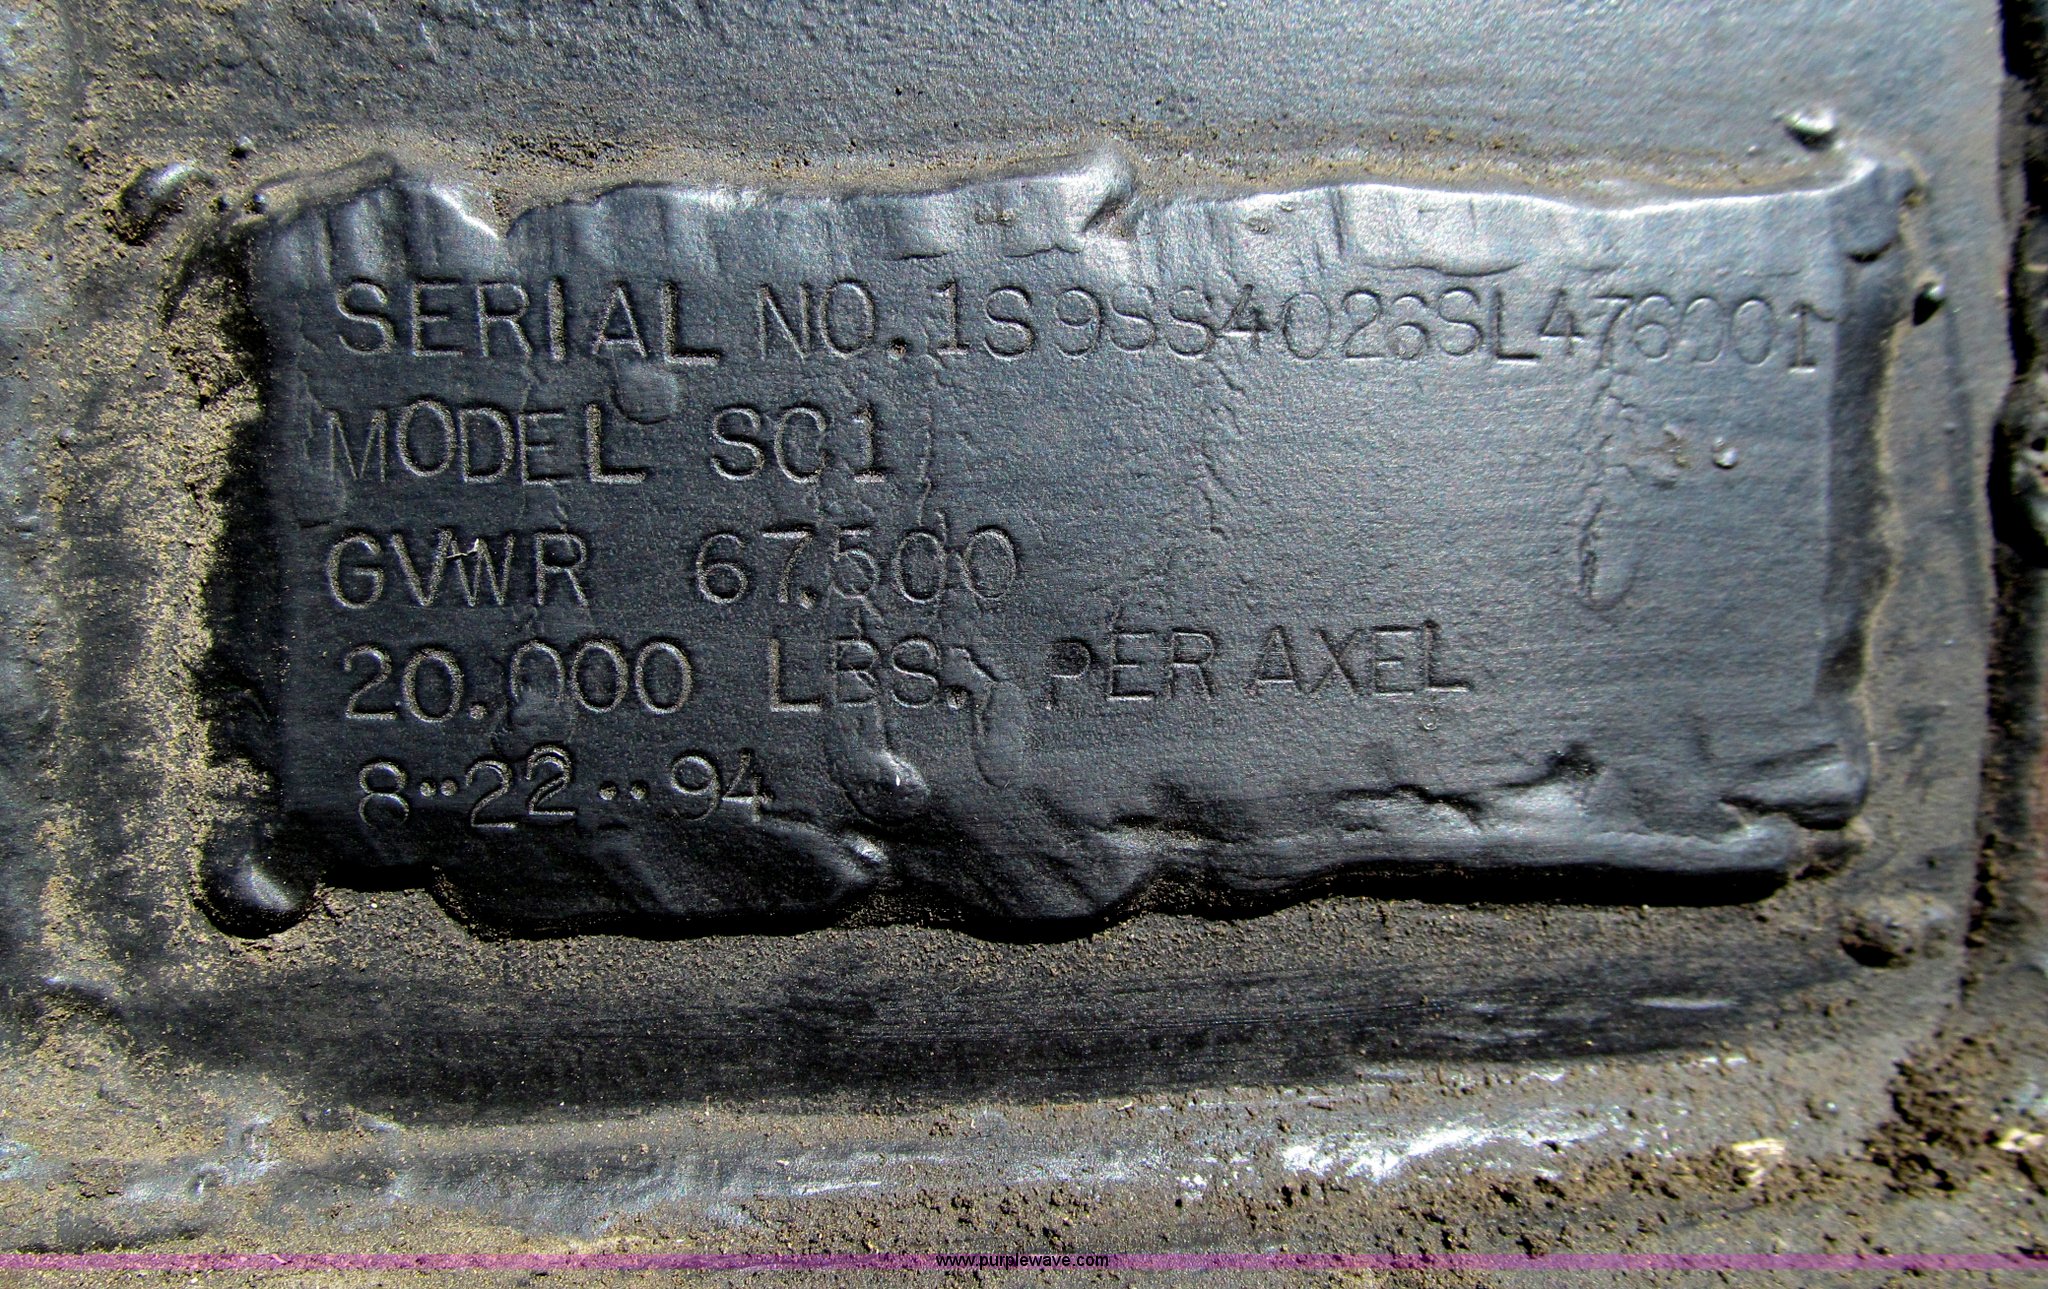 SERIAL NO.1S9SS4026SL476001
MODEL SC1
GVWR 67.500
20.000 LBS. PER AXEL
8··22··94
www.purplewave.com